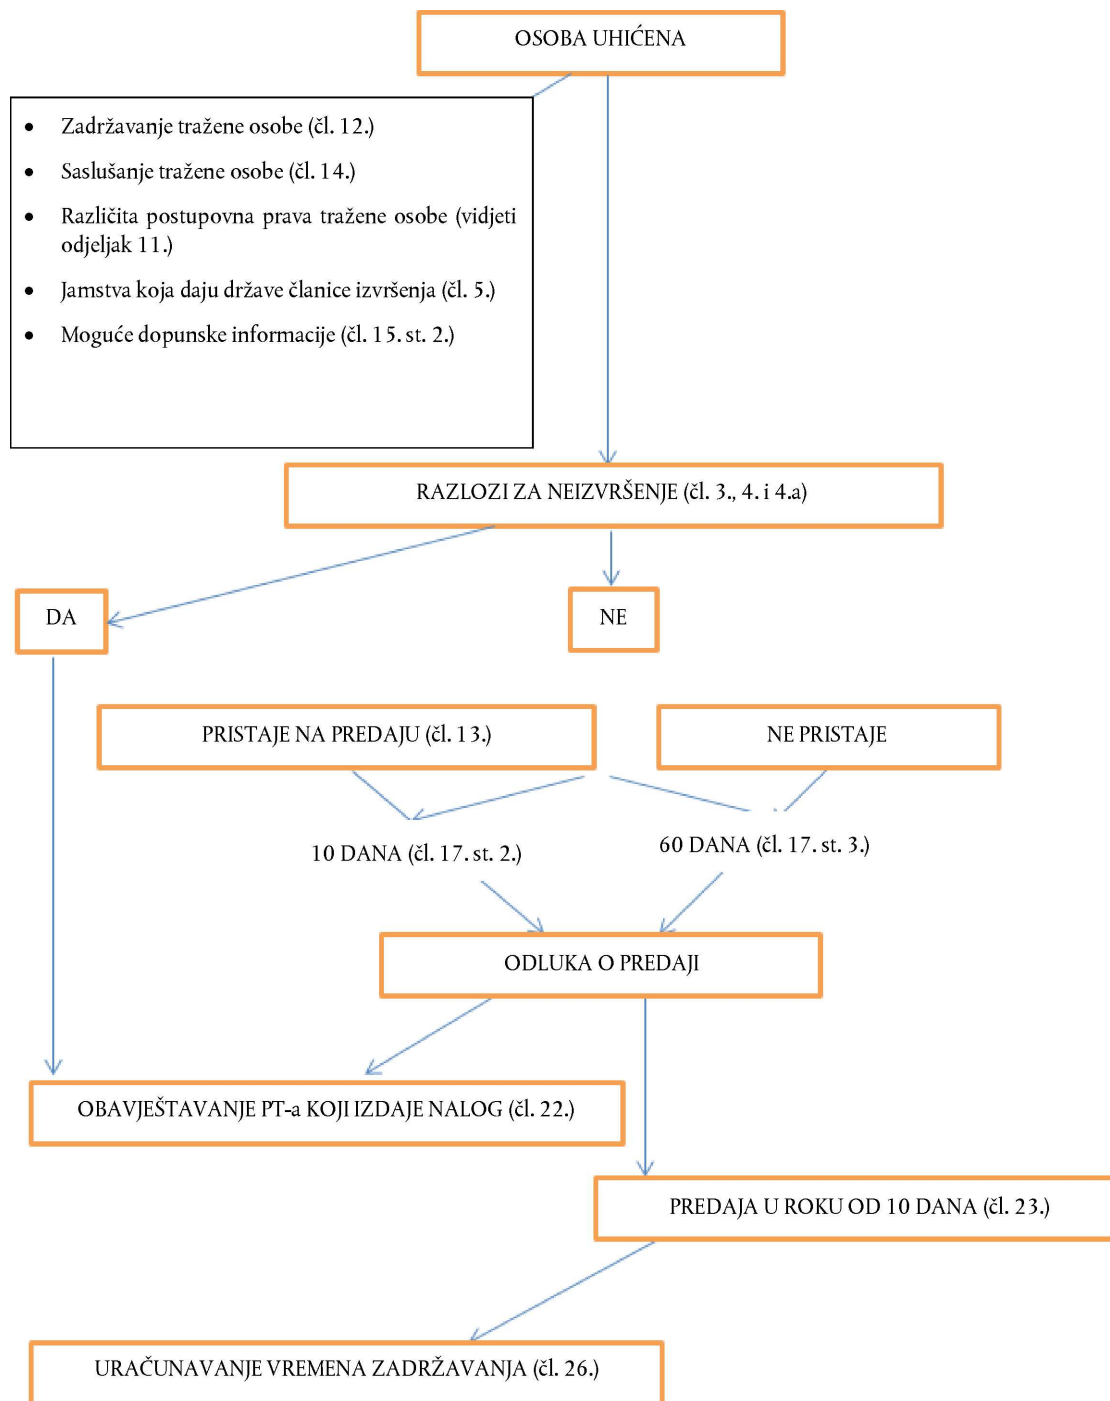 OSOBA UHIĆENA
• Zadržavanje tražene osobe (čl. 12.)
• Saslušanje tražene osobe (čl. 14.)
• Različita postupovna prava tražene osobe (vidjeti
odjeljak 11.)
• Jamstva koja daju države članice izvršenja (čl. 5.)
• Moguće dopunske informacije (čl. 15. st. 2.)
RAZLOZI ZA NEIZVRŠENJE (čl. 3., 4. i 4.a)
DA
NE
PRISTAJE NA PREDAJU (čl. 13.)
NE PRISTAJE
10 DANA (čl. 17. st. 2.)
60 DANA (čl. 17. st. 3.)
ODLUKA O PREDAJI
OBAVJEŠTAVANJE PT-a KOJI IZDAJE NALOG (čl. 22.)
PREDAJA U ROKU OD 10 DANA (čl. 23.)
URAČUNAVANJE VREMENA ZADRŽAVANJA (čl. 26.)